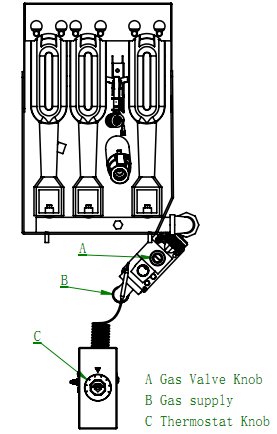 A
B
C
A Gas Valve Knob
B Gas supply
C Thermostat Knob